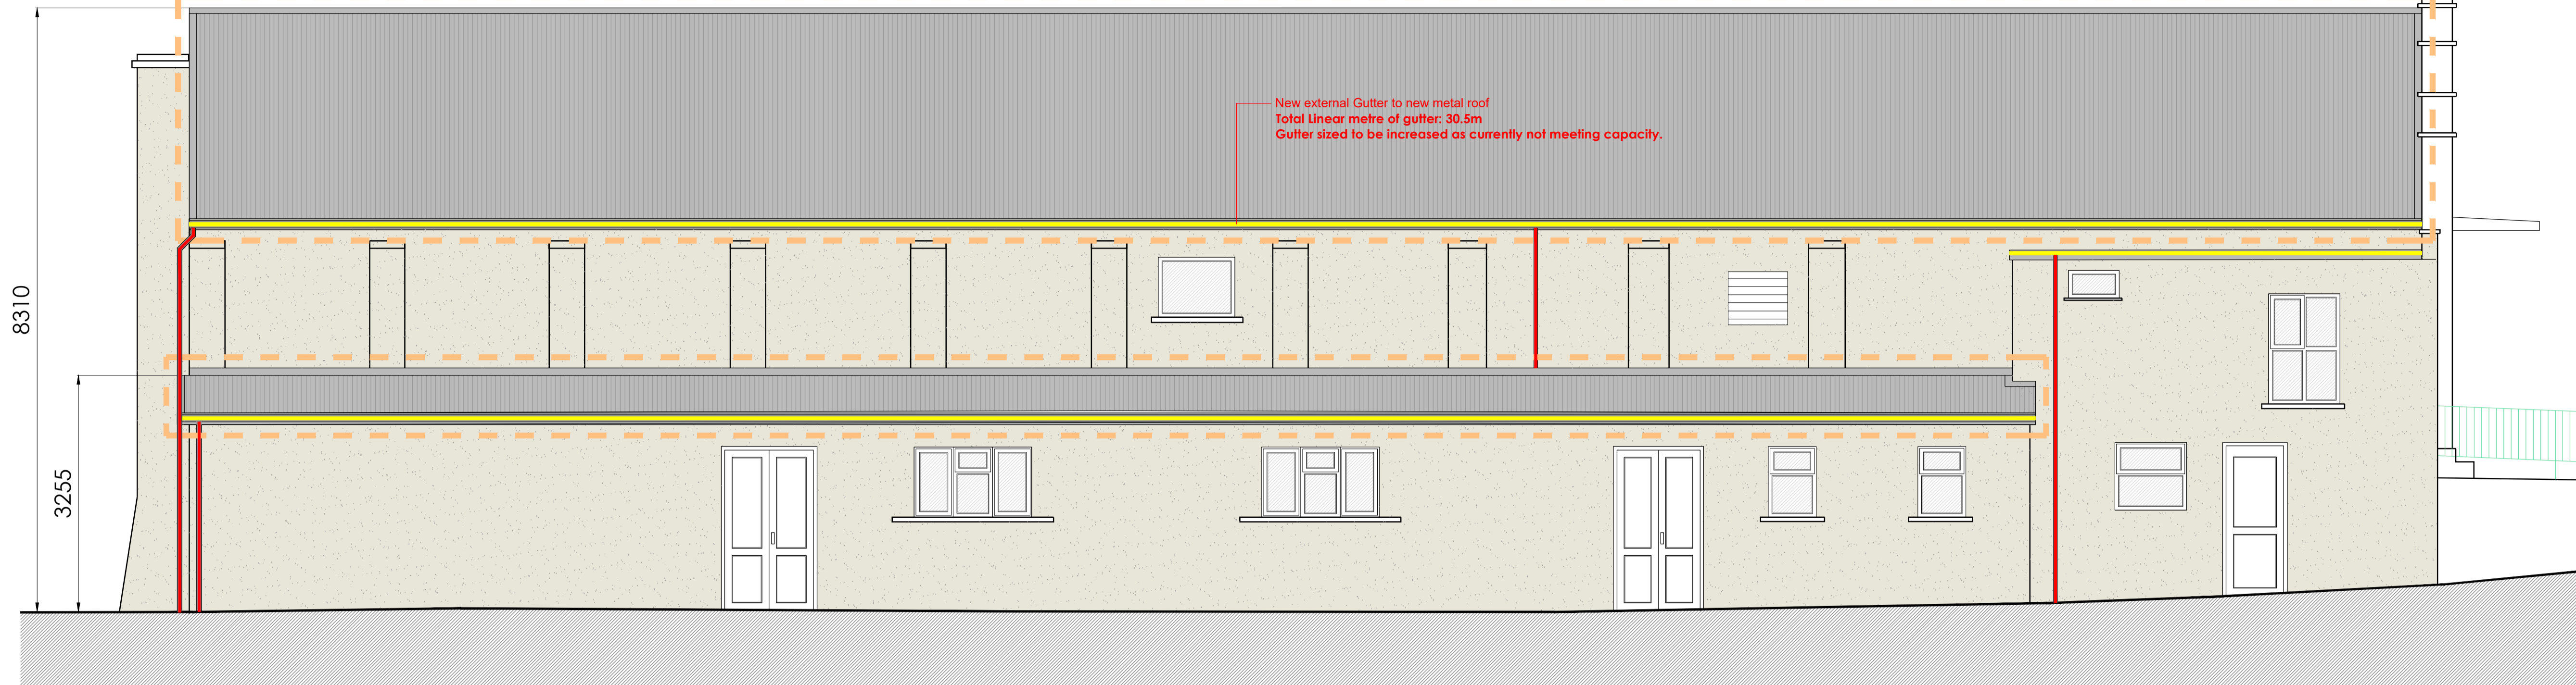 New external Gutter to new metal roof
Total Linear metre of gutter: 30.5m
Gutter sized to be increased as currently not meeting capacity.
8310
3255